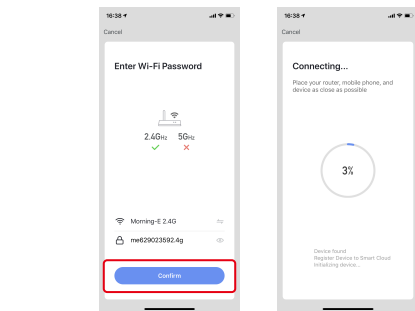 16:38
Cancel
Enter Wi-Fi Password
2.4GHz 5GHz
Morning-E 2.4G
me629023592.4g
Confirm
16:38
Cancel
Connecting...
Place your router, mobile phone, and
device as close as possible
3%
Device found
Register Device to Smart Cloud
Initializing device...